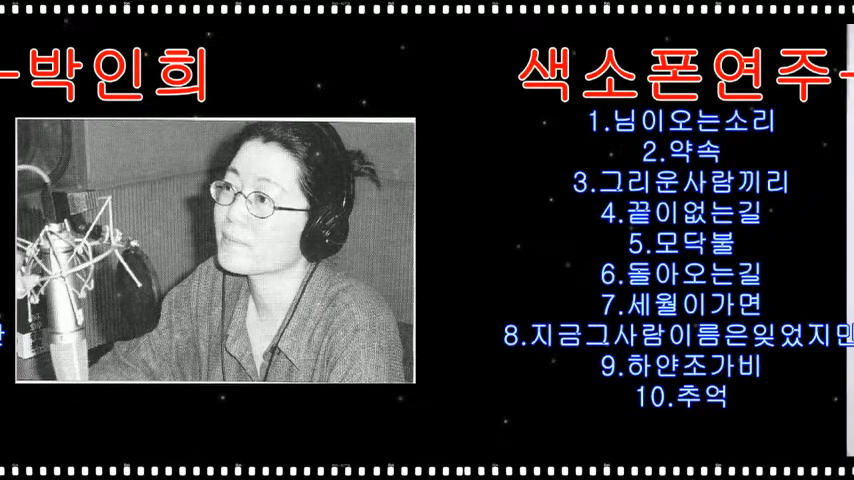 -박인희
색소폰연주-
1.님이오는소리
2.약속
3.그리운사람끼리
4.끝이없는길
5.모닥불
6.돌아오는길
7.세월이가면
8.지금그사람이름은잊었지만
9.하얀조가비
10.추억